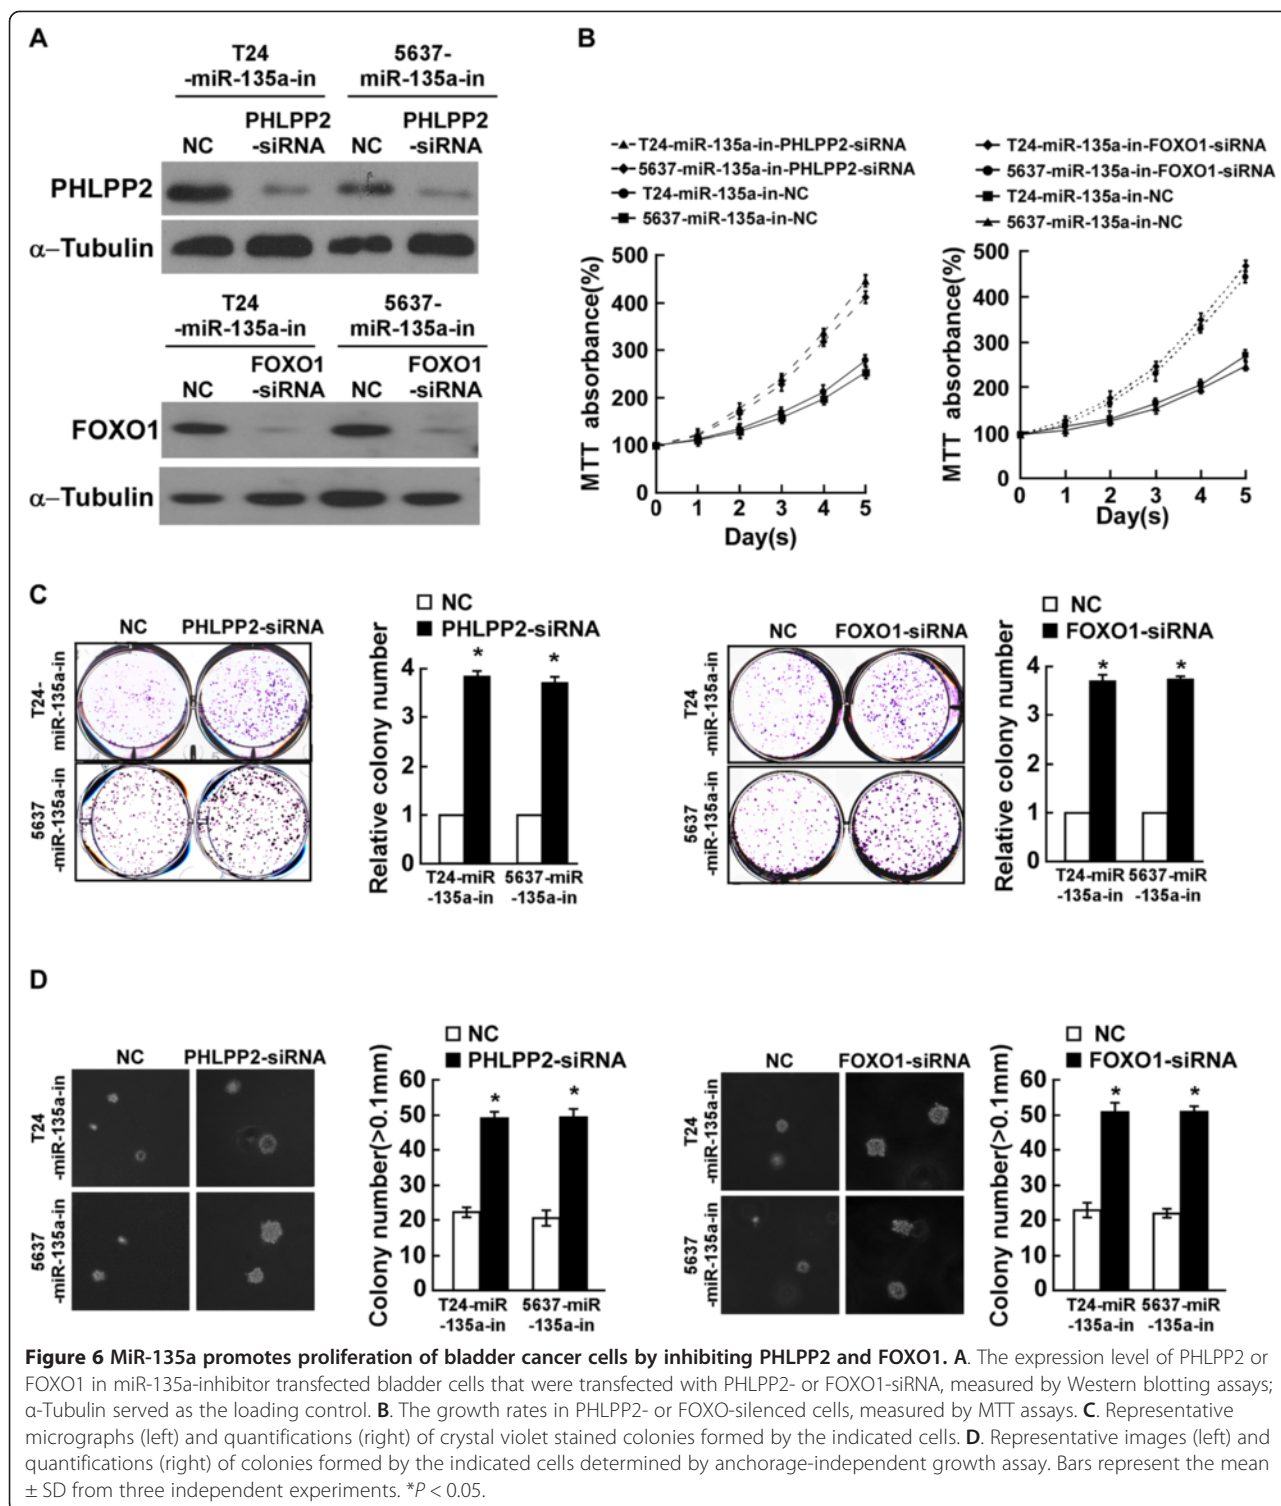 A
T24
-miR-135a-in
5637-
miR-135a-in
NC
PHLPP2
-siRNA
NC
PHLPP2
-siRNA
PHLPP2
α–Tubulin
T24
-miR-135a-in
5637-
miR-135a-in
NC
FOXO1
-siRNA
NC
FOXO1
-siRNA
FOXO1
α–Tubulin
B
T24-miR-135a-in-PHLPP2-siRNA
5637-miR-135a-in-PHLPP2-siRNA
T24-miR-135a-in-NC
5637-miR-135a-in-NC
MTT absorbance(%)
500
400
300
200
100
0
0 1 2 3 4 5
Day(s)
T24-miR-135a-in-FOXO1-siRNA
5637-miR-135a-in-FOXO1-siRNA
T24-miR-135a-in-NC
5637-miR-135a-in-NC
MTT absorbance(%)
500
400
300
200
100
0
0 1 2 3 4 5
Day(s)
C
NC PHLPP2-siRNA
T24-
miR-135a-in
5637
-miR-135a-in
NC
PHLPP2-siRNA
Relative colony number
4
3
2
1
0
* *
T24-miR
-135a-in
5637-miR
-135a-in
NC FOXO1-siRNA
T24
-miR-135a-in
5637
-miR-135a-in
NC
FOXO1-siRNA
Relative colony number
4
3
2
1
0
* *
T24-miR
-135a-in
5637-miR
-135a-in
D
NC PHLPP2-siRNA
T24
-miR-135a-in
5637
-miR-135a-in
NC
PHLPP2-siRNA
Colony number(>0.1mm)
60
50
40
30
20
10
0
* *
T24-miR
-135a-in
5637-miR
-135a-in
NC FOXO1-siRNA
T24
-miR-135a-in
5637
-miR-135a-in
NC
FOXO1-siRNA
Colony number(>0.1mm)
60
50
40
30
20
10
0
* *
T24-miR
-135a-in
5637-miR
-135a-in
Figure 6 MiR-135a promotes proliferation of bladder cancer cells by inhibiting PHLPP2 and FOXO1. A. The expression level of PHLPP2 or
FOXO1 in miR-135a-inhibitor transfected bladder cells that were transfected with PHLPP2- or FOXO1-siRNA, measured by Western blotting assays;
α-Tubulin served as the loading control. B. The growth rates in PHLPP2- or FOXO-silenced cells, measured by MTT assays. C. Representative
micrographs (left) and quantifications (right) of crystal violet stained colonies formed by the indicated cells. D. Representative images (left) and
quantifications (right) of colonies formed by the indicated cells determined by anchorage-independent growth assay. Bars represent the mean
± SD from three independent experiments. *P < 0.05.